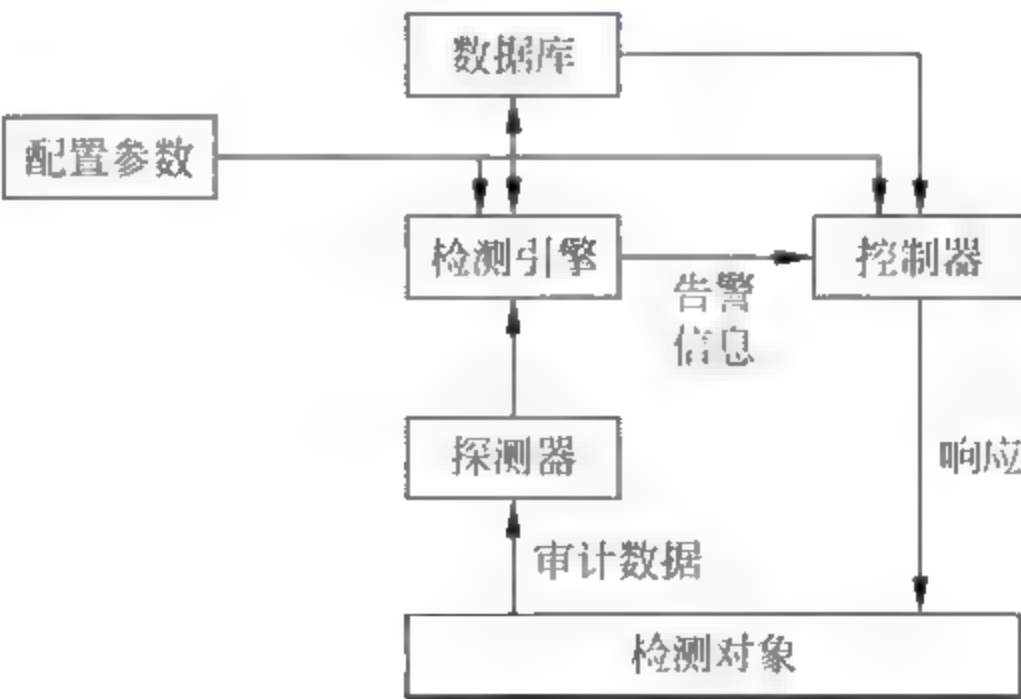 数据库
配置参数
检测引擎
控制器
告警
信息
探测器
响应
审计数据
检测对象